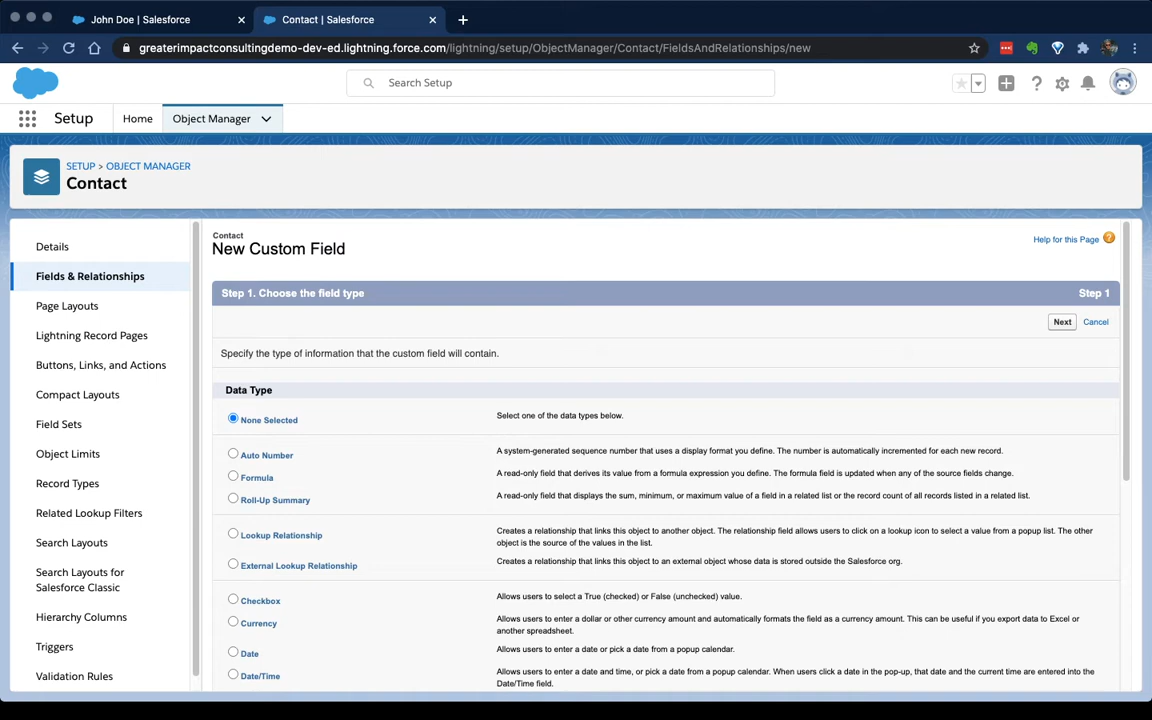 John Doe | Salesforce
Contact | Salesforce
greaterimpactconsultingdemo-dev-ed.lightning.force.com/lightning/setup/ObjectManager/Contact/FieldsAndRelationships/new
Search Setup
Setup
Home
Object Manager
SETUP > OBJECT MANAGER
Contact
Details
Fields & Relationships
Page Layouts
Lightning Record Pages
Buttons, Links, and Actions
Compact Layouts
Field Sets
Object Limits
Record Types
Related Lookup Filters
Search Layouts
Search Layouts for
Salesforce Classic
Hierarchy Columns
Triggers
Validation Rules
Contact
New Custom Field
Help for this Page ?
Step 1. Choose the field type
Step 1
Next Cancel
Specify the type of information that the custom field will contain.
Data Type
None Selected
Select one of the data types below.
Auto Number
A system-generated sequence number that uses a display format you define. The number is automatically incremented for each new record.
Formula
A read-only field that derives its value from a formula expression you define. The formula field is updated when any of the source fields change.
Roll-Up Summary
A read-only field that displays the sum, minimum, or maximum value of a field in a related list or the record count of all records listed in a related list.
Lookup Relationship
Creates a relationship that links this object to another object. The relationship field allows users to click on a lookup icon to select a value from a popup list. The other
object is the source of the values in the list.
External Lookup Relationship
Creates a relationship that links this object to an external object whose data is stored outside the Salesforce org.
Checkbox
Allows users to select a True (checked) or False (unchecked) value.
Currency
Allows users to enter a dollar or other currency amount and automatically formats the field as a currency amount. This can be useful if you export data to Excel or
another spreadsheet.
Date
Allows users to enter a date or pick a date from a popup calendar.
Date/Time
Allows users to enter a date and time, or pick a date from a popup calendar. When users click a date in the pop-up, that date and the current time are entered into the
Date/Time field.